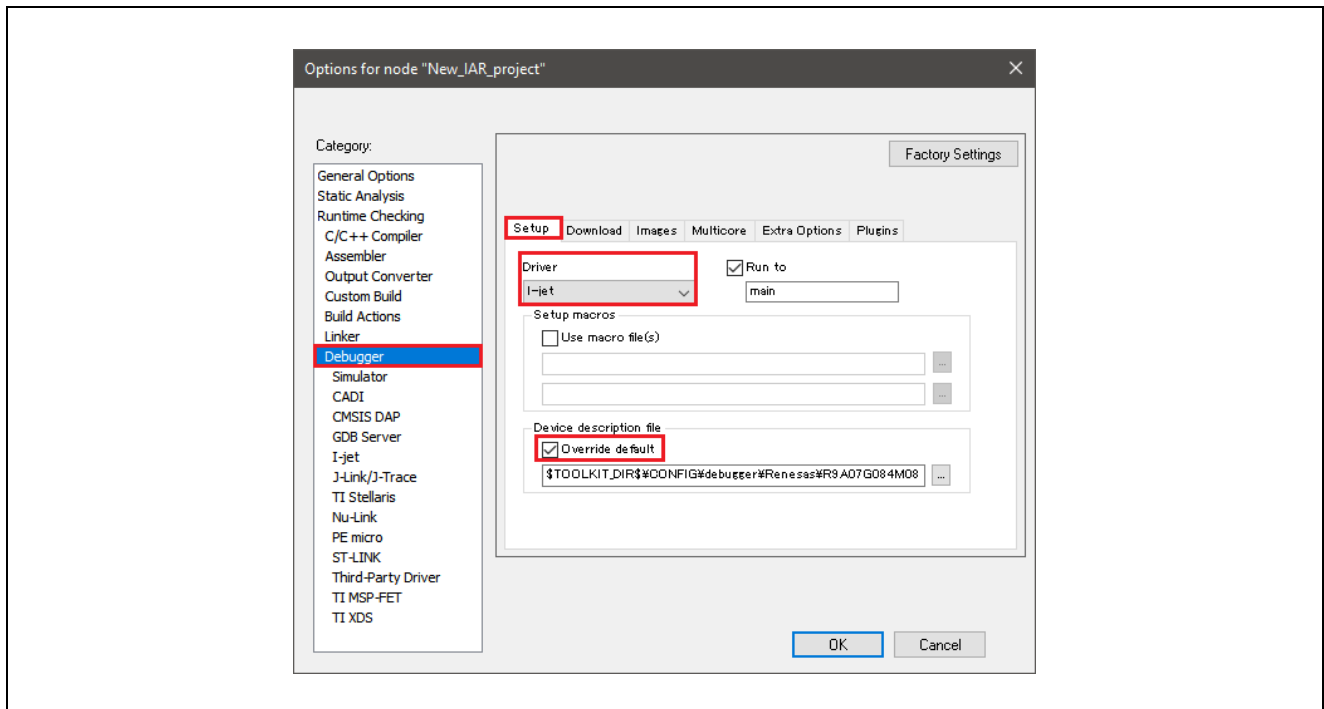 Options for node "New_IAR_project"
Category:
General Options
Static Analysis
Runtime Checking
C/C++ Compiler
Assembler
Output Converter
Custom Build
Build Actions
Linker
Debugger
Simulator
CADI
CMSIS DAP
GDB Server
I-jet
J-Link/J-Trace
TI Stellaris
Nu-Link
PE micro
ST-LINK
Third-Party Driver
TI MSP-FET
TI XDS
Factory Settings
Setup Download Images Multicore Extra Options Plugins
Driver
I-jet
Run to
main
Setup macros
Use macro file(s)
...
...
Device description file
Override default
$TOOLKIT_DIR$¥CONFIG¥debugger¥Renesas¥R9A07G084M08
...
OK Cancel